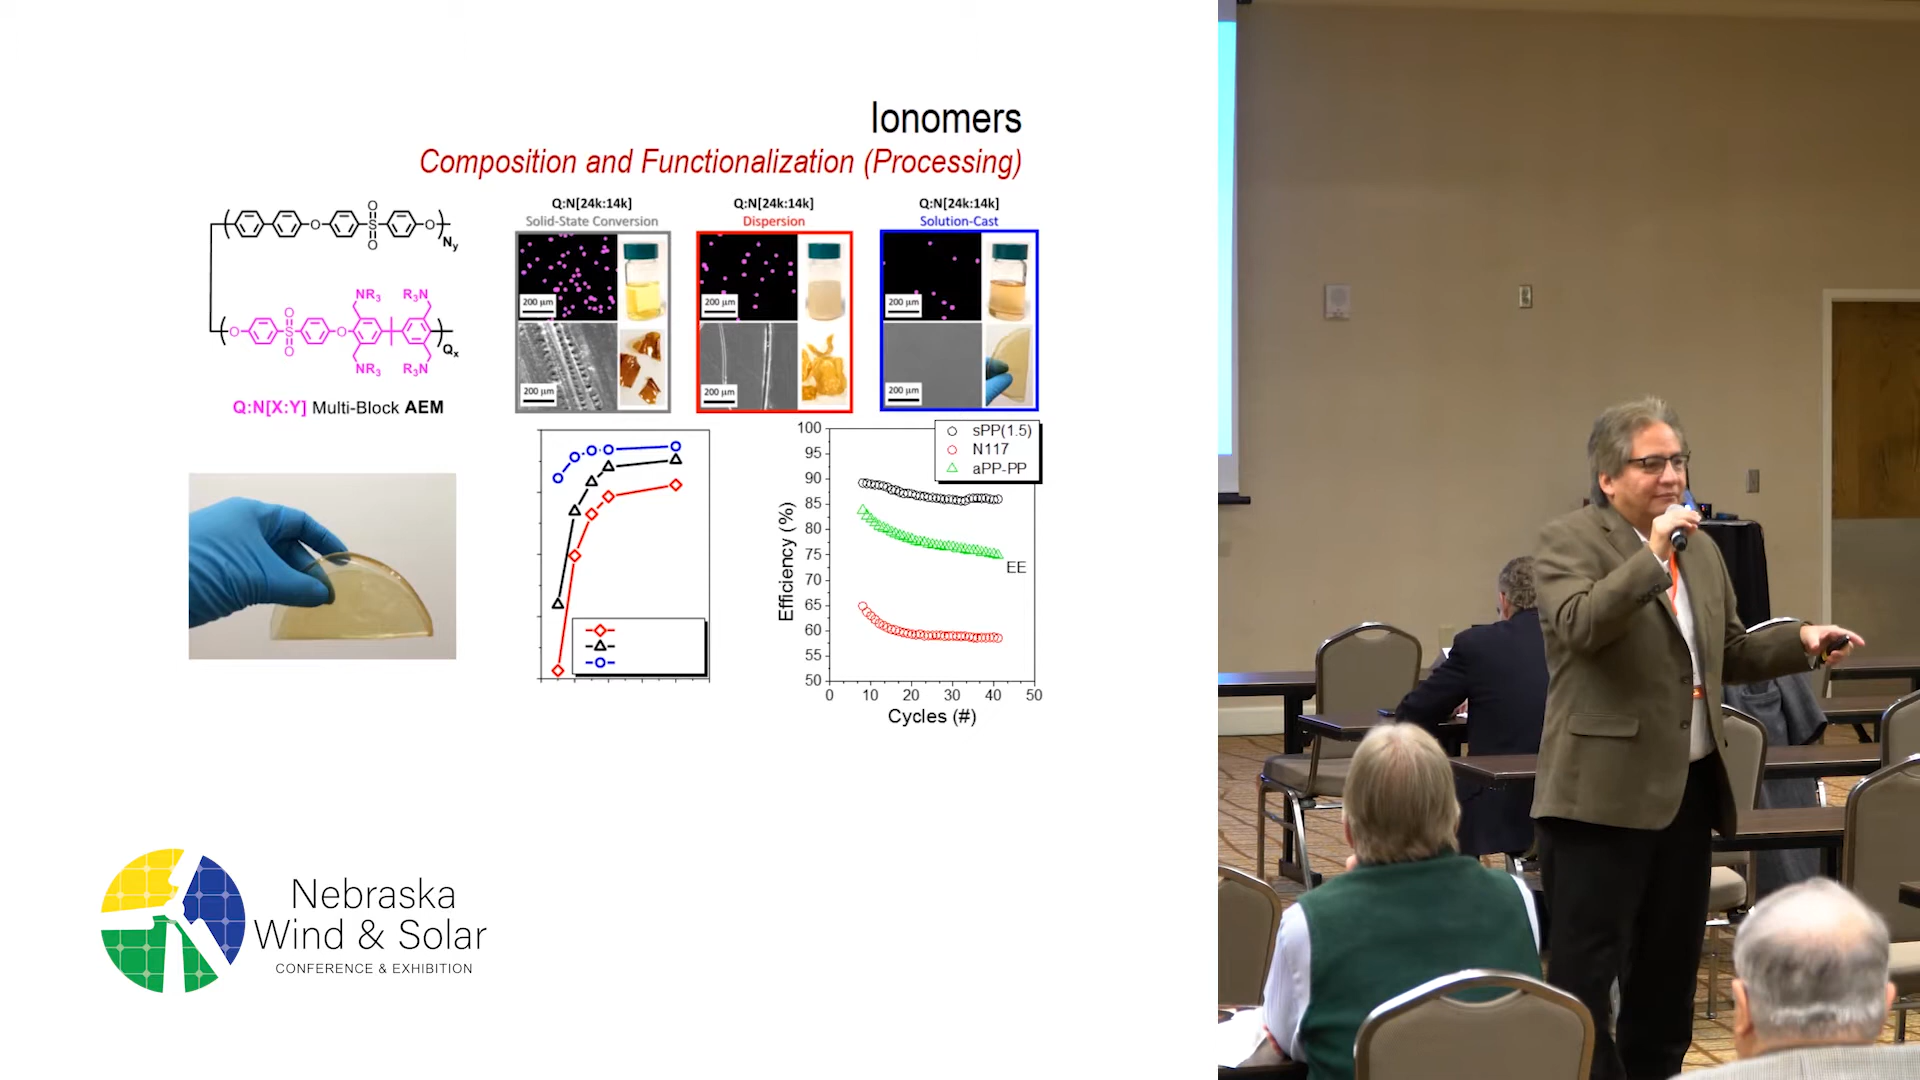 Ionomers
Composition and Functionalization (Processing)
Q:N[24k:14k]
Solid-State Conversion
Q:N[24k:14k]
Dispersion
Q:N[24k:14k]
Solution-Cast
200 μm
200 μm
200 μm
200 μm
200 μm
200 μm
O
O
S
O
O
Ny
NR3
R3N
O
O
S
O
O
NR3
R3N
Qx
Q:N[X:Y] Multi-Block AEM
100
95
90
85
80
75
70
65
60
55
50
sPP(1.5)
N117
aPP-PP
EE
Efficiency (%)
0
10
20
30
40
50
Cycles (#)
Nebraska
Wind & Solar
CONFERENCE & EXHIBITION